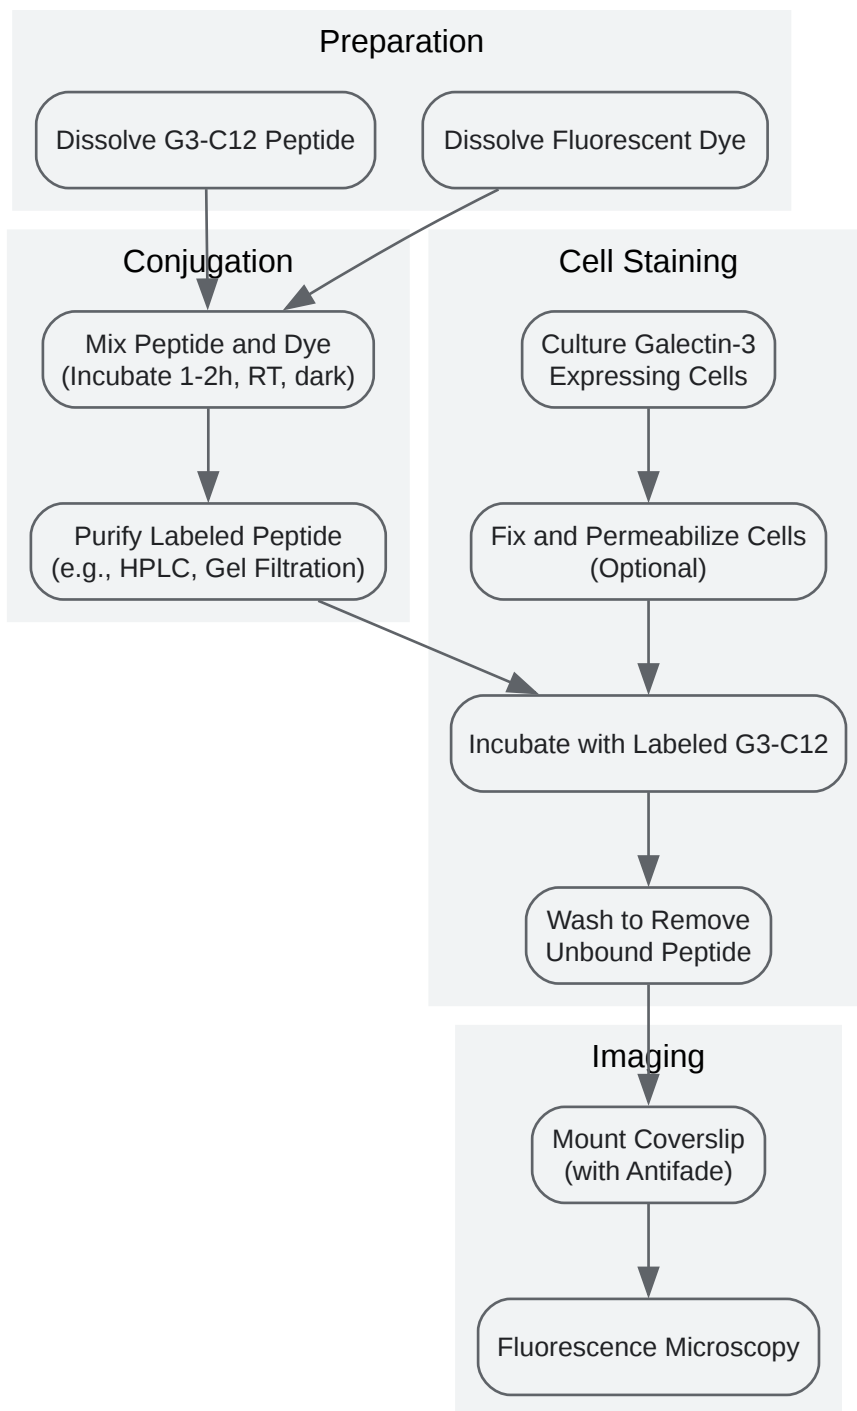 Preparation
Dissolve G3-C12 Peptide
Dissolve Fluorescent Dye
Conjugation
Mix Peptide and Dye
(Incubate 1-2h, RT, dark)
Purify Labeled Peptide
(e.g., HPLC, Gel Filtration)
Cell Staining
Culture Galectin-3
Expressing Cells
Fix and Permeabilize Cells
(Optional)
Incubate with Labeled G3-C12
Wash to Remove
Unbound Peptide
Imaging
Mount Coverslip
(with Antifade)
Fluorescence Microscopy